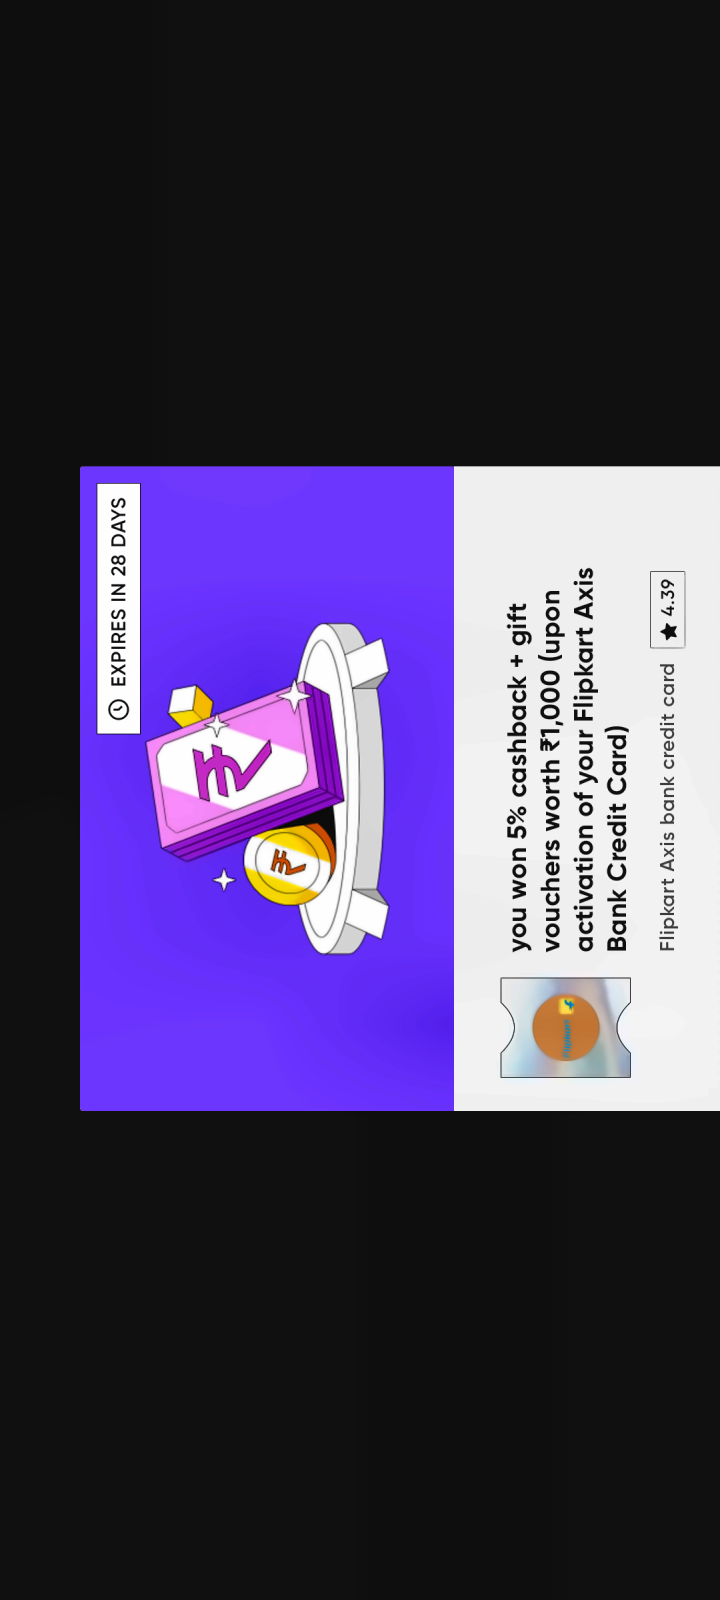 EXPIRES IN 28 DAYS
₹
₹
Flipkart
you won 5% cashback + gift
vouchers worth ₹1,000 (upon
activation of your Flipkart Axis
Bank Credit Card)
Flipkart Axis bank credit card ★ 4.39